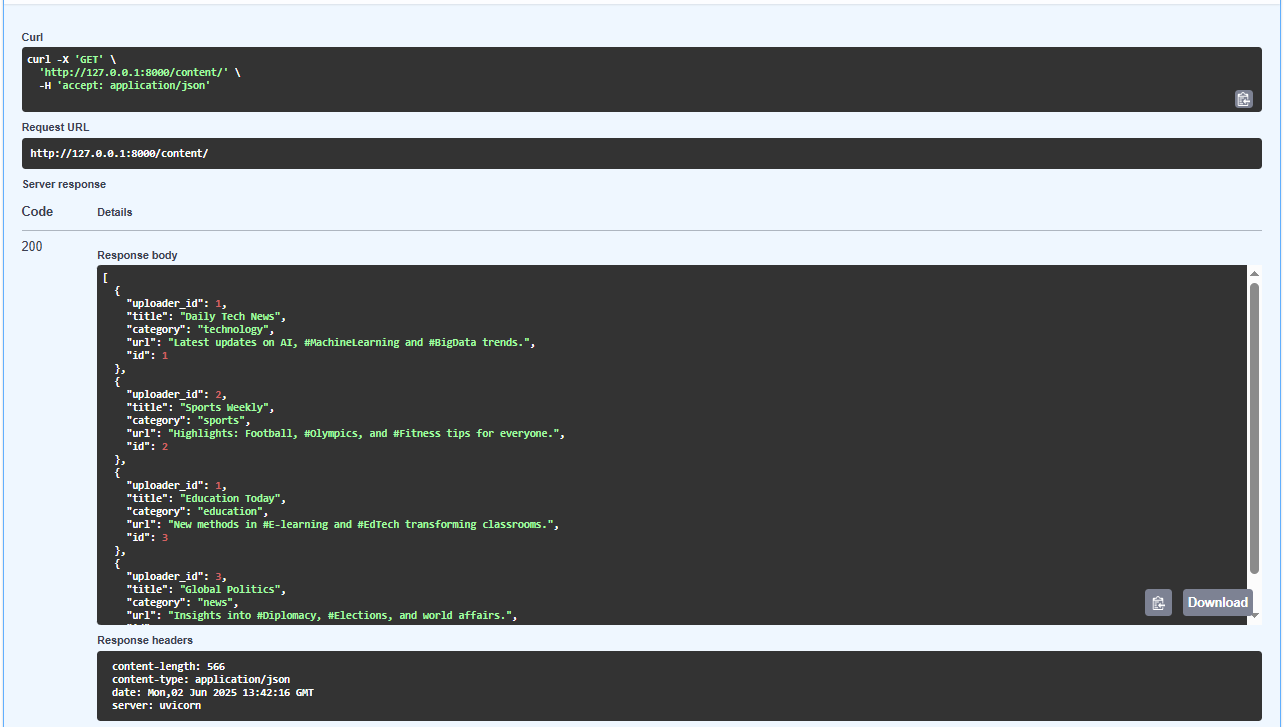 Curl
curl -X 'GET' \
  'http://127.0.0.1:8000/content/' \
  -H 'accept: application/json'
Request URL
http://127.0.0.1:8000/content/
Server response
Code Details
200
Response body
[
  {
    "uploader_id": 1,
    "title": "Daily Tech News",
    "category": "technology",
    "url": "Latest updates on AI, #MachineLearning and #BigData trends.",
    "id": 1
  },
  {
    "uploader_id": 2,
    "title": "Sports Weekly",
    "category": "sports",
    "url": "Highlights: Football, #Olympics, and #Fitness tips for everyone.",
    "id": 2
  },
  {
    "uploader_id": 1,
    "title": "Education Today",
    "category": "education",
    "url": "New methods in #E-learning and #EdTech transforming classrooms.",
    "id": 3
  },
  {
    "uploader_id": 3,
    "title": "Global Politics",
    "category": "news",
    "url": "Insights into #Diplomacy, #Elections, and world affairs.",
Download
Response headers
content-length: 566
content-type: application/json
date: Mon,02 Jun 2025 13:42:16 GMT
server: uvicorn